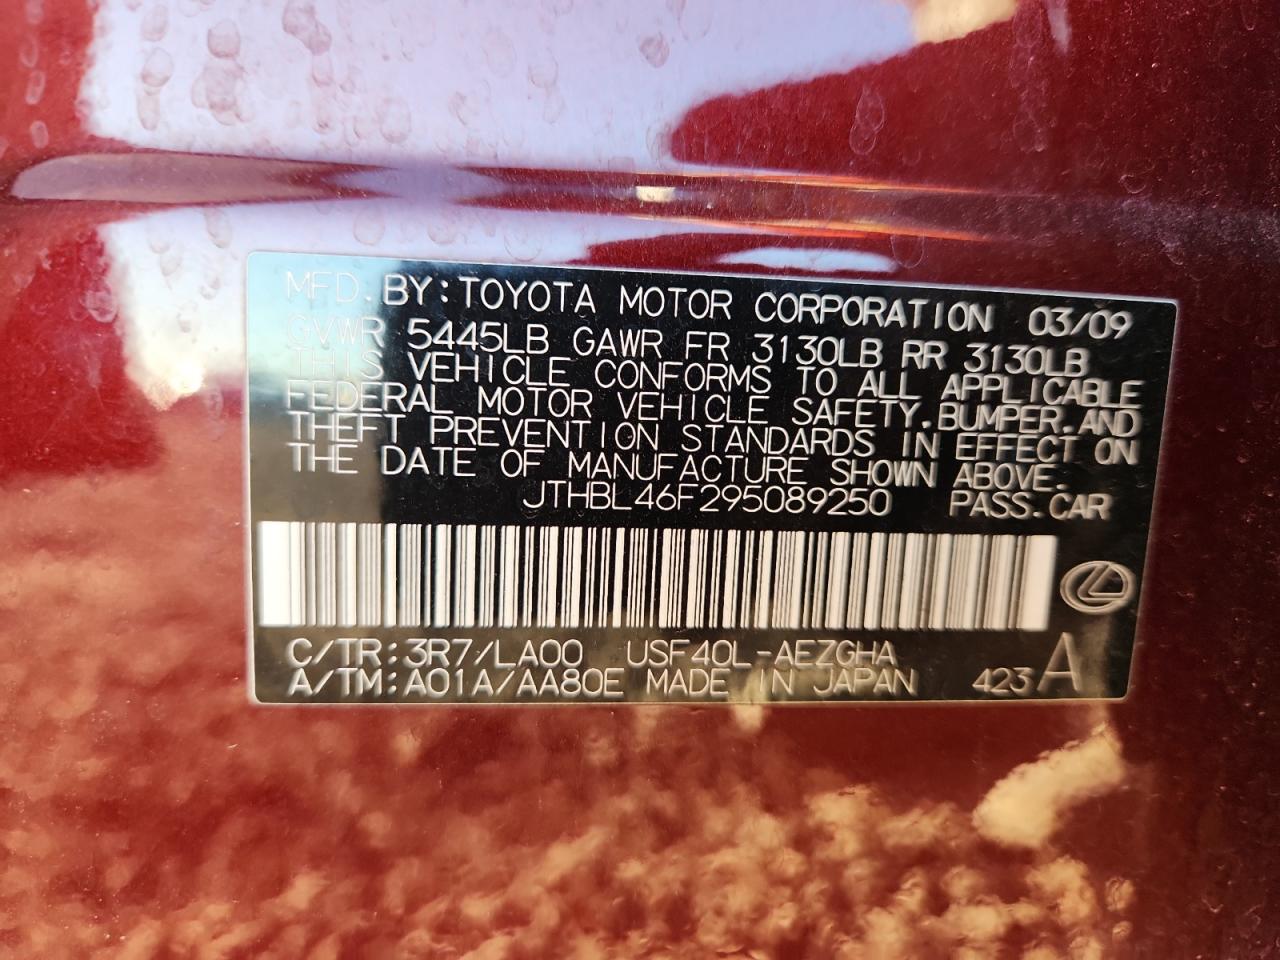 MFD. BY: TOYOTA MOTOR CORPORATION 03/09
GVWR 5445LB GAWR FR 3130LB RR 3130LB
THIS VEHICLE CONFORMS TO ALL APPLICABLE
FEDERAL MOTOR VEHICLE SAFETY, BUMPER, AND
THEFT PREVENTION STANDARDS IN EFFECT ON
THE DATE OF MANUFACTURE SHOWN ABOVE.
JTHBL46F295089250 PASS. CAR
C/TR: 3R7/LA00 USF40L-AEZGHA
A/TM: A01A/AA80E MADE IN JAPAN 423 A